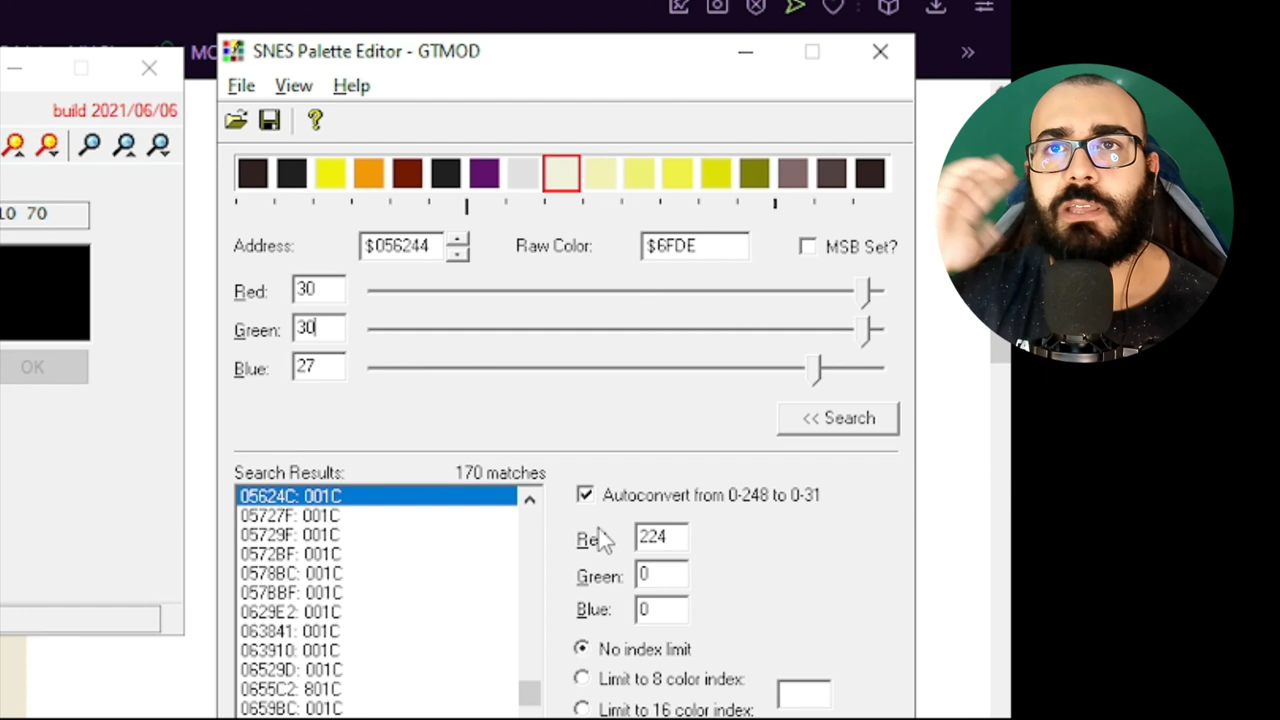 MO
SNES Palette Editor - GTMOD
File View Help
build 2021/06/06
10 70
Address: $056244 Raw Color: $6FDE MSB Set?
Red: 30
Green: 30
Blue: 27
OK
<< Search
Search Results: 170 matches
05624C: 001C
05727F: 001C
05729F: 001C
0572BF: 001C
0578BC: 001C
057BBF: 001C
0629E2: 001C
063841: 001C
063910: 001C
06529D: 001C
0655C2: 801C
0659BC: 001C
Autoconvert from 0-248 to 0-31
Re 224
Green: 0
Blue: 0
No index limit
Limit to 8 color index:
Limit to 16 color index: